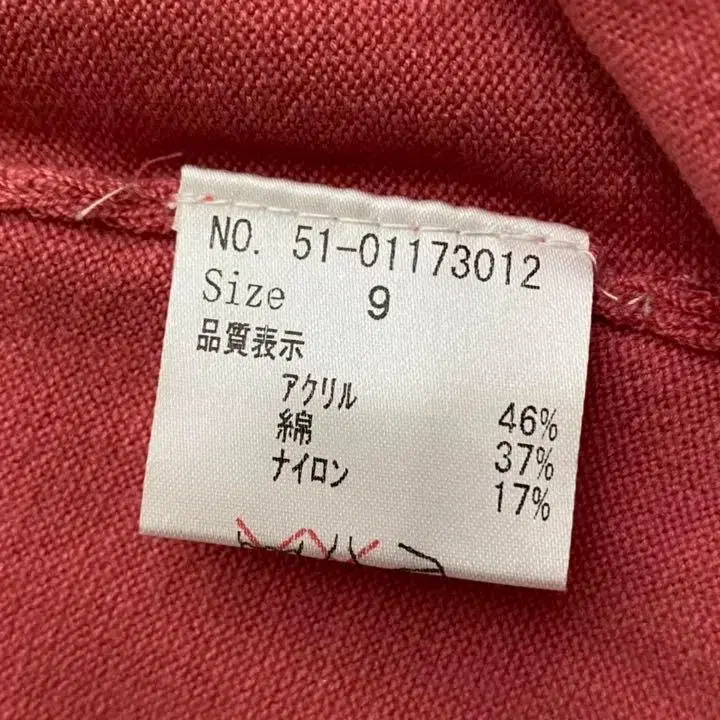 NO. 51-01173012
Size 9
品質表示
アクリル 46%
綿 37%
ナイロン 17%